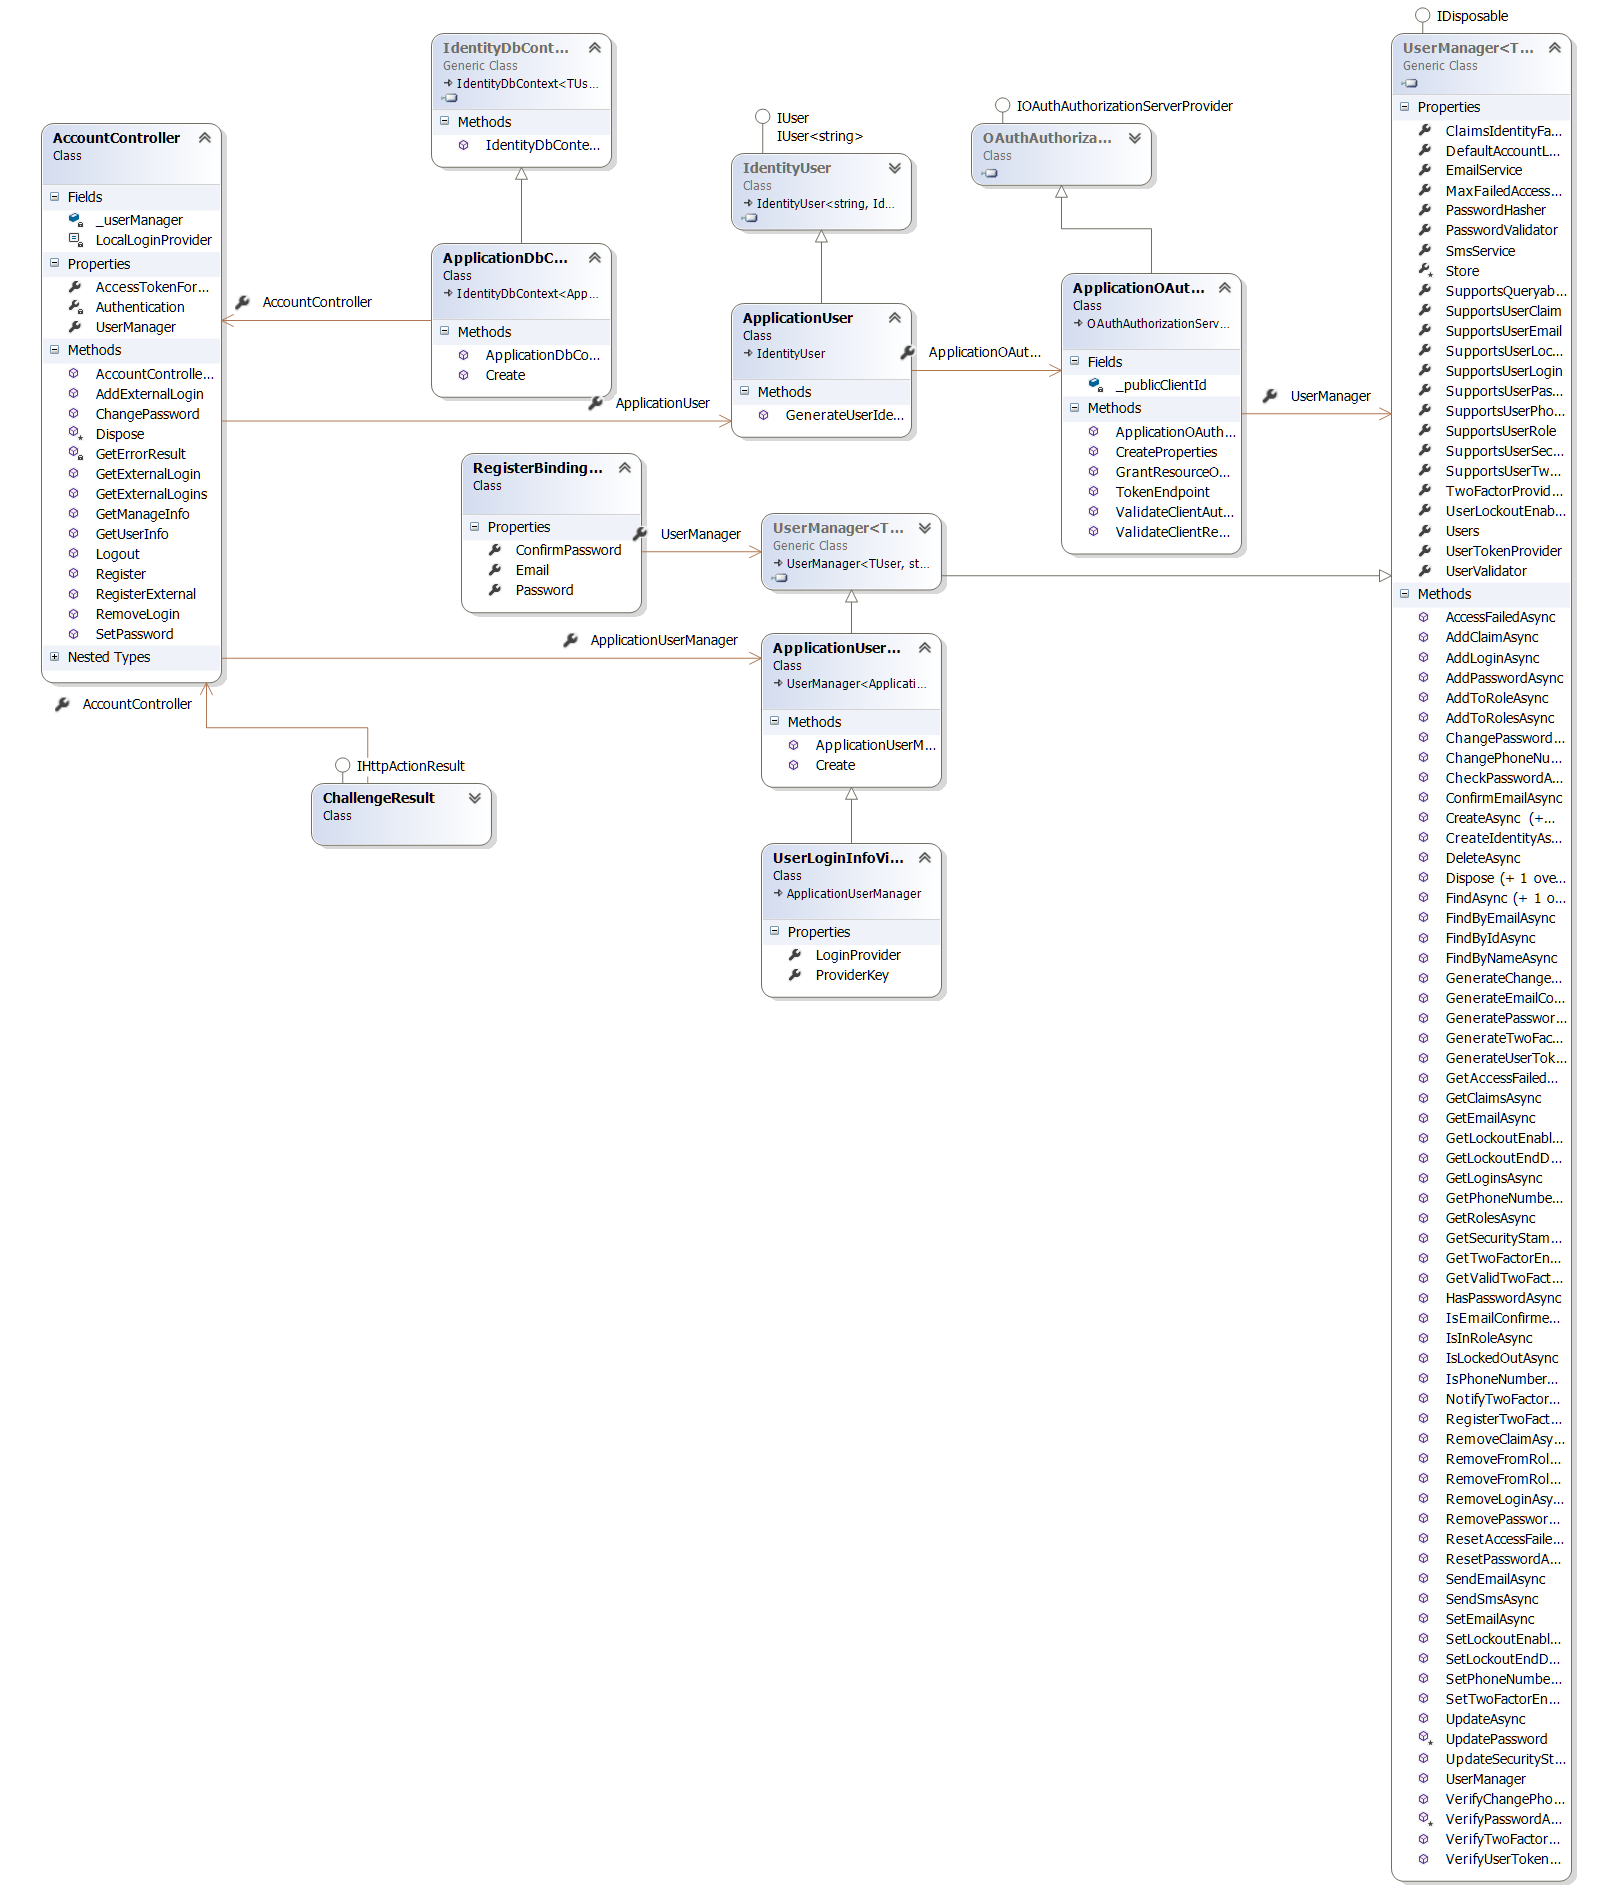 AccountController
Class
Fields
_userManager
LocalLoginProvider
Properties
AccessTokenFor...
Authentication
UserManager
Methods
AccountControlle...
AddExternalLogin
ChangePassword
Dispose
GetErrorResult
GetExternalLogin
GetExternalLogins
GetManageInfo
GetUserInfo
Logout
Register
RegisterExternal
RemoveLogin
SetPassword
Nested Types
AccountController
IHttpActionResult
ChallengeResult
Class
IdentityDbCont...
Generic Class
IdentityDbContext<TUs...
Methods
IdentityDbConte...
AccountController
ApplicationDbC...
Class
IdentityDbContext<App...
Methods
ApplicationDbCo...
Create
ApplicationUser
RegisterBinding...
Class
Properties
ConfirmPassword
Email
Password
UserManager
ApplicationUserManager
IUser
IUser<string>
IdentityUser
Class
IdentityUser<string, Id...
ApplicationUser
Class
IdentityUser
Methods
GenerateUserIde...
ApplicationOAut...
UserManager<T...
Generic Class
UserManager<TUser, st...
ApplicationUser...
Class
UserManager<Applicati...
Methods
ApplicationUserM...
Create
UserLoginInfoVi...
Class
ApplicationUserManager
Properties
LoginProvider
ProviderKey
IOAuthAuthorizationServerProvider
OAuthAuthoriza...
Class
ApplicationOAut...
Class
OAuthAuthorizationServ...
Fields
_publicClientId
Methods
ApplicationOAuth...
CreateProperties
GrantResourceO...
TokenEndpoint
ValidateClientAut...
ValidateClientRe...
UserManager
IDisposable
UserManager<T...
Generic Class
Properties
ClaimsIdentityFa...
DefaultAccountL...
EmailService
MaxFailedAccess...
PasswordHasher
PasswordValidator
SmsService
Store
SupportsQueryab...
SupportsUserClaim
SupportsUserEmail
SupportsUserLoc...
SupportsUserLogin
SupportsUserPas...
SupportsUserPho...
SupportsUserRole
SupportsUserSec...
SupportsUserTw...
TwoFactorProvid...
UserLockoutEnab...
Users
UserTokenProvider
UserValidator
Methods
AccessFailedAsync
AddClaimAsync
AddLoginAsync
AddPasswordAsync
AddToRoleAsync
AddToRolesAsync
ChangePassword...
ChangePhoneNu...
CheckPasswordA...
ConfirmEmailAsync
CreateAsync (+...
CreateIdentityAs...
DeleteAsync
Dispose (+ 1 ove...
FindAsync (+ 1 o...
FindByEmailAsync
FindByIdAsync
FindByNameAsync
GenerateChange...
GenerateEmailCo...
GeneratePasswor...
GenerateTwoFac...
GenerateUserTok...
GetAccessFailed...
GetClaimsAsync
GetEmailAsync
GetLockoutEnabl...
GetLockoutEndD...
GetLoginsAsync
GetPhoneNumbe...
GetRolesAsync
GetSecurityStam...
GetTwoFactorEn...
GetValidTwoFact...
HasPasswordAsync
IsEmailConfirme...
IsInRoleAsync
IsLockedOutAsync
IsPhoneNumber...
NotifyTwoFactor...
RegisterTwoFact...
RemoveClaimAsy...
RemoveFromRol...
RemoveFromRol...
RemoveLoginAsy...
RemovePasswor...
ResetAccessFaile...
ResetPasswordA...
SendEmailAsync
SendSmsAsync
SetEmailAsync
SetLockoutEnabl...
SetLockoutEndD...
SetPhoneNumbe...
SetTwoFactorEn...
UpdateAsync
UpdatePassword
UpdateSecuritySt...
UserManager
VerifyChangePho...
VerifyPasswordA...
VerifyTwoFactor...
VerifyUserToken...